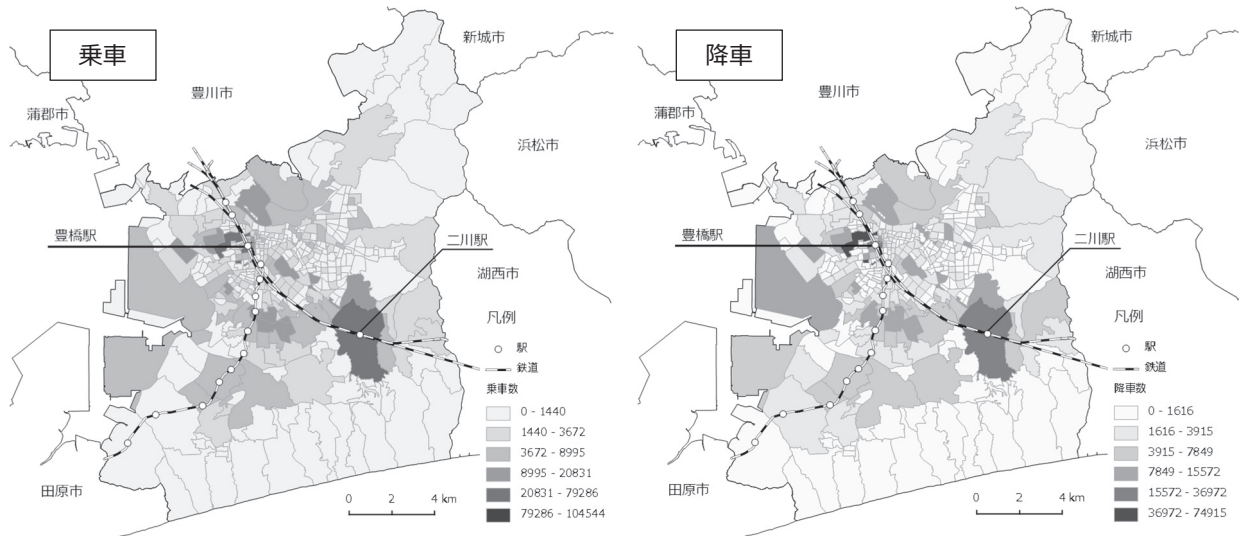 乗車
新城市
豊川市
蒲郡市
浜松市
豊橋駅
二川駅
湖西市
凡例
駅
鉄道
乗車数
0 - 1440
1440 - 3672
3672 - 8995
8995 - 20831
20831 - 79286
79286 - 104544
田原市
0 2 4 km
降車
新城市
豊川市
蒲郡市
浜松市
豊橋駅
二川駅
湖西市
凡例
駅
鉄道
降車数
0 - 1616
1616 - 3915
3915 - 7849
7849 - 15572
15572 - 36972
36972 - 74915
田原市
0 2 4 km